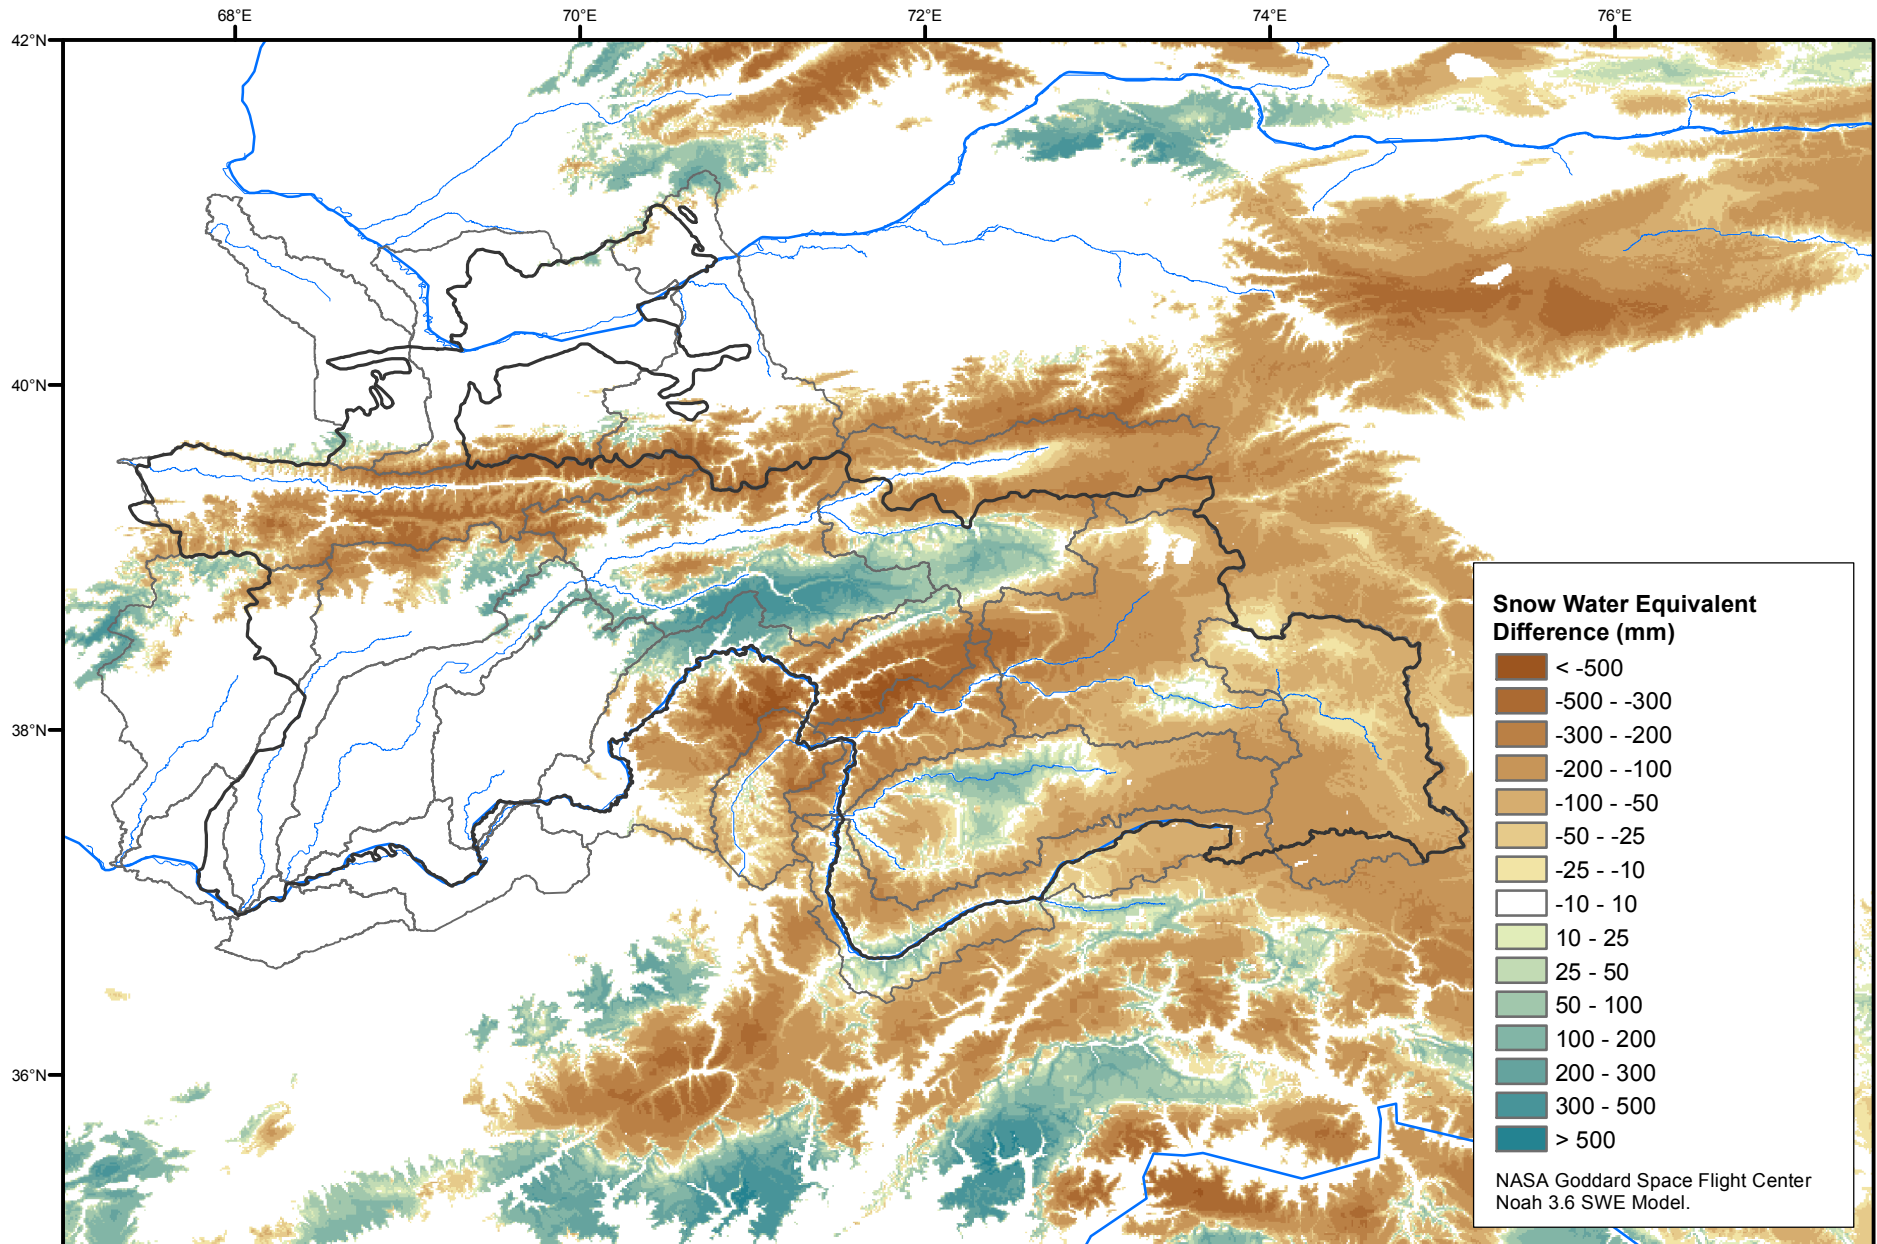 68°E
70°E
72°E
74°E
76°E
42°N
40°N
38°N
36°N
Snow Water Equivalent
Difference (mm)
< -500
-500 - -300
-300 - -200
-200 - -100
-100 - -50
-50 - -25
-25 - -10
-10 - 10
10 - 25
25 - 50
50 - 100
100 - 200
200 - 300
300 - 500
> 500
NASA Goddard Space Flight Center
Noah 3.6 SWE Model.